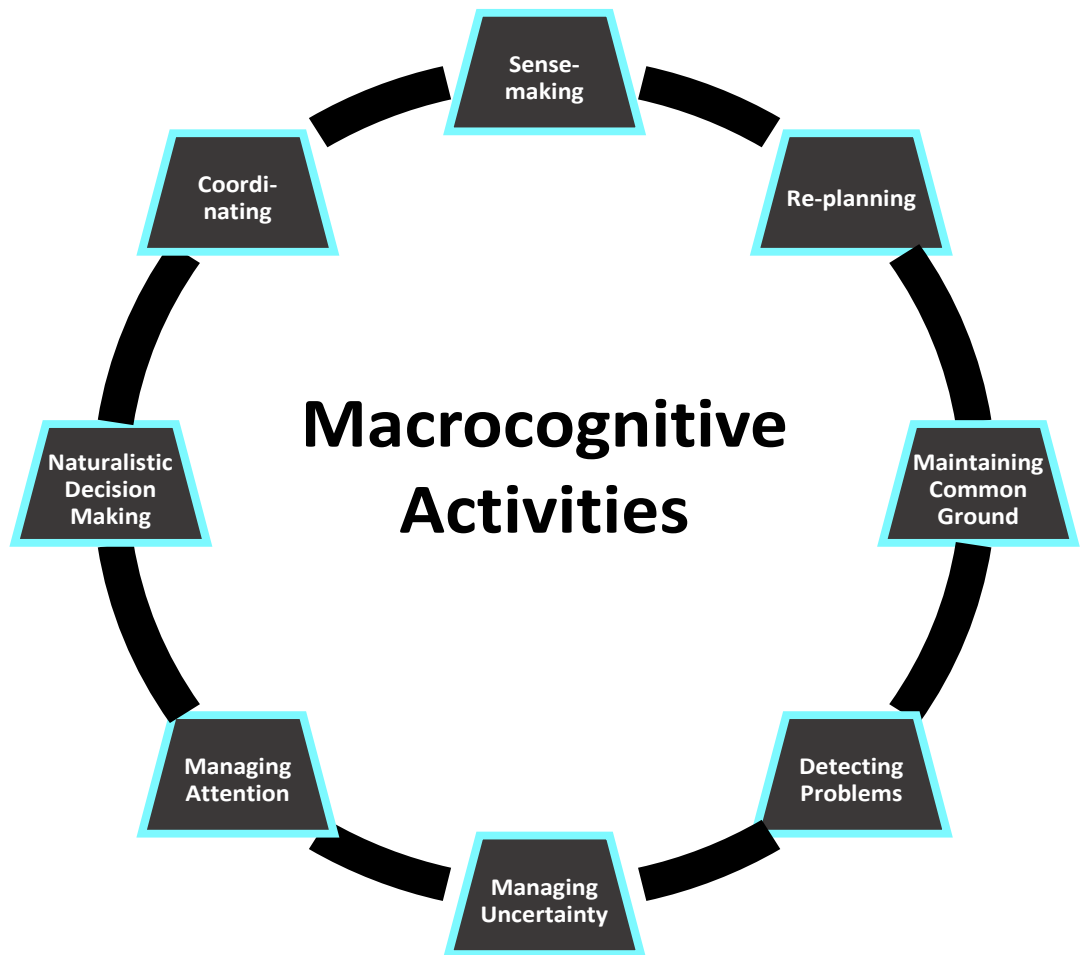 Sense-
making
Re-planning
Maintaining
Common
Ground
Detecting
Problems
Managing
Uncertainty
Managing
Attention
Naturalistic
Decision
Making
Coordi-
nating
Macrocognitive
Activities